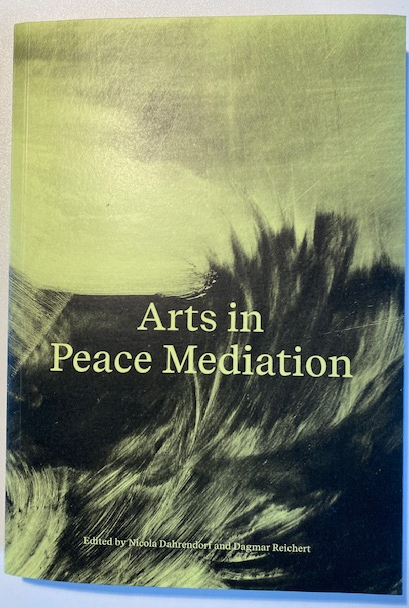 Arts in
Peace Mediation
Edited by Nicola Dahrendorf and Dagmar Reichert